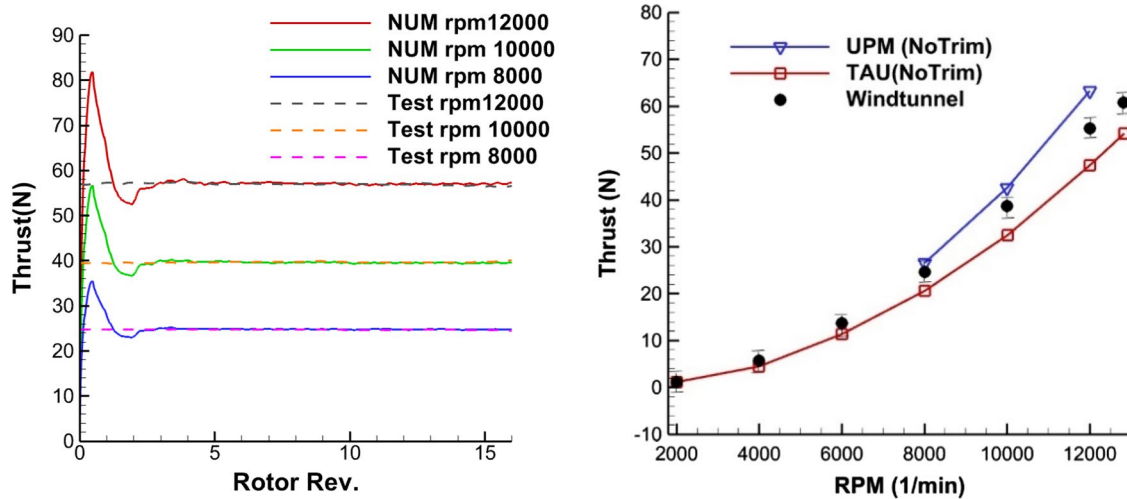 NUM rpm12000
NUM rpm 10000
NUM rpm 8000
Test rpm12000
Test rpm 10000
Test rpm 8000
90
80
70
60
50
40
30
20
10
0
Thrust(N)
0 5 10 15
Rotor Rev.
UPM (NoTrim)
TAU(NoTrim)
Windtunnel
80
70
60
50
40
30
20
10
0
-10
Thrust (N)
2000 4000 6000 8000 10000 12000
RPM (1/min)